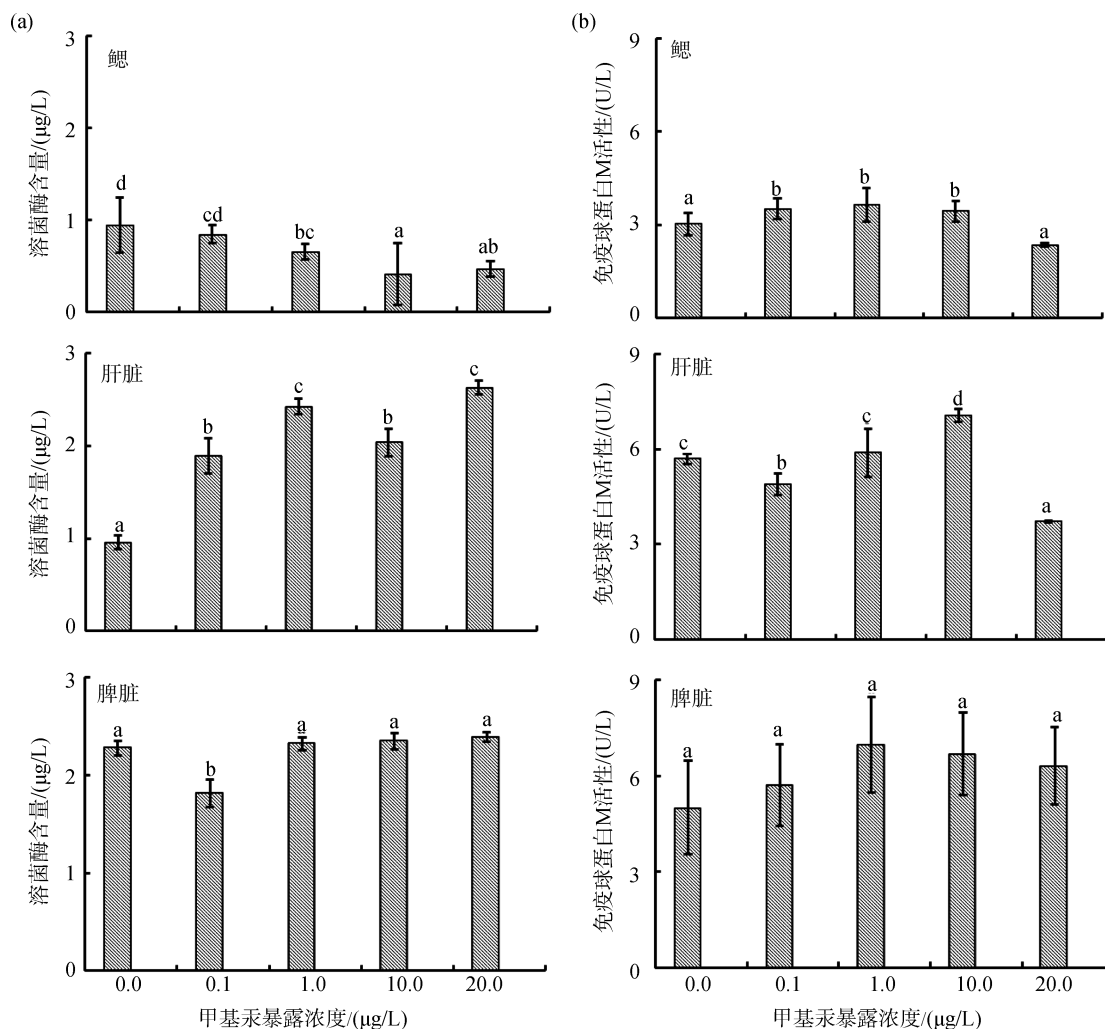 (a)
鳃
溶菌酶含量/(μg/L)
3
2
1
0
d
cd
bc
a
ab
肝脏
溶菌酶含量/(μg/L)
3
2
1
0
a
b
c
b
c
脾脏
溶菌酶含量/(μg/L)
3
2
1
0
a
b
a
a
a
0.0 0.1 1.0 10.0 20.0
甲基汞暴露浓度/(μg/L)
(b)
鳃
免疫球蛋白M活性/(U/L)
9
6
3
0
a
b
b
b
a
肝脏
免疫球蛋白M活性/(U/L)
9
6
3
0
c
b
c
d
a
脾脏
免疫球蛋白M活性/(U/L)
9
6
3
0
a
a
a
a
a
0.0 0.1 1.0 10.0 20.0
甲基汞暴露浓度/(μg/L)